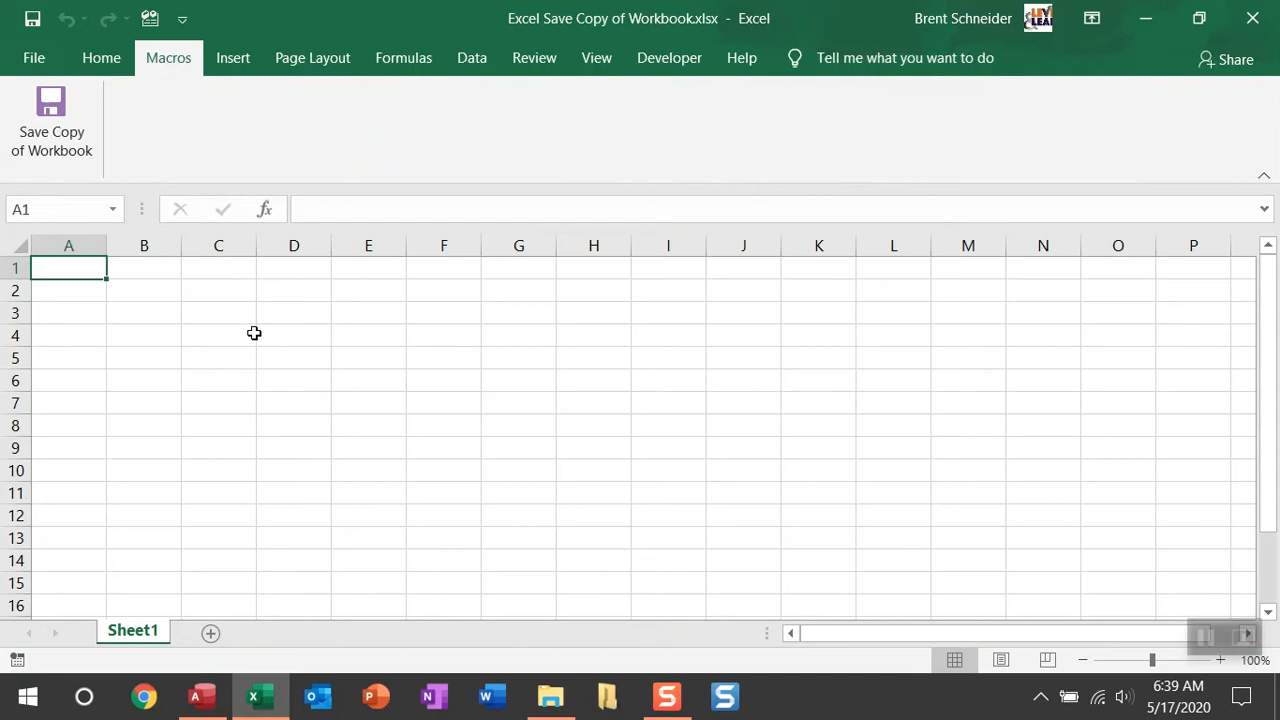 Excel Save Copy of Workbook.xlsx - Excel
Brent Schneider
File Home Macros Insert Page Layout Formulas Data Review View Developer Help Tell me what you want to do Share
Save Copy
of Workbook
A1
fx
A B C D E F G H I J K L M N O P
1
2
3
4
5
6
7
8
9
10
11
12
13
14
15
16
Sheet1
100%
6:39 AM
5/17/2020